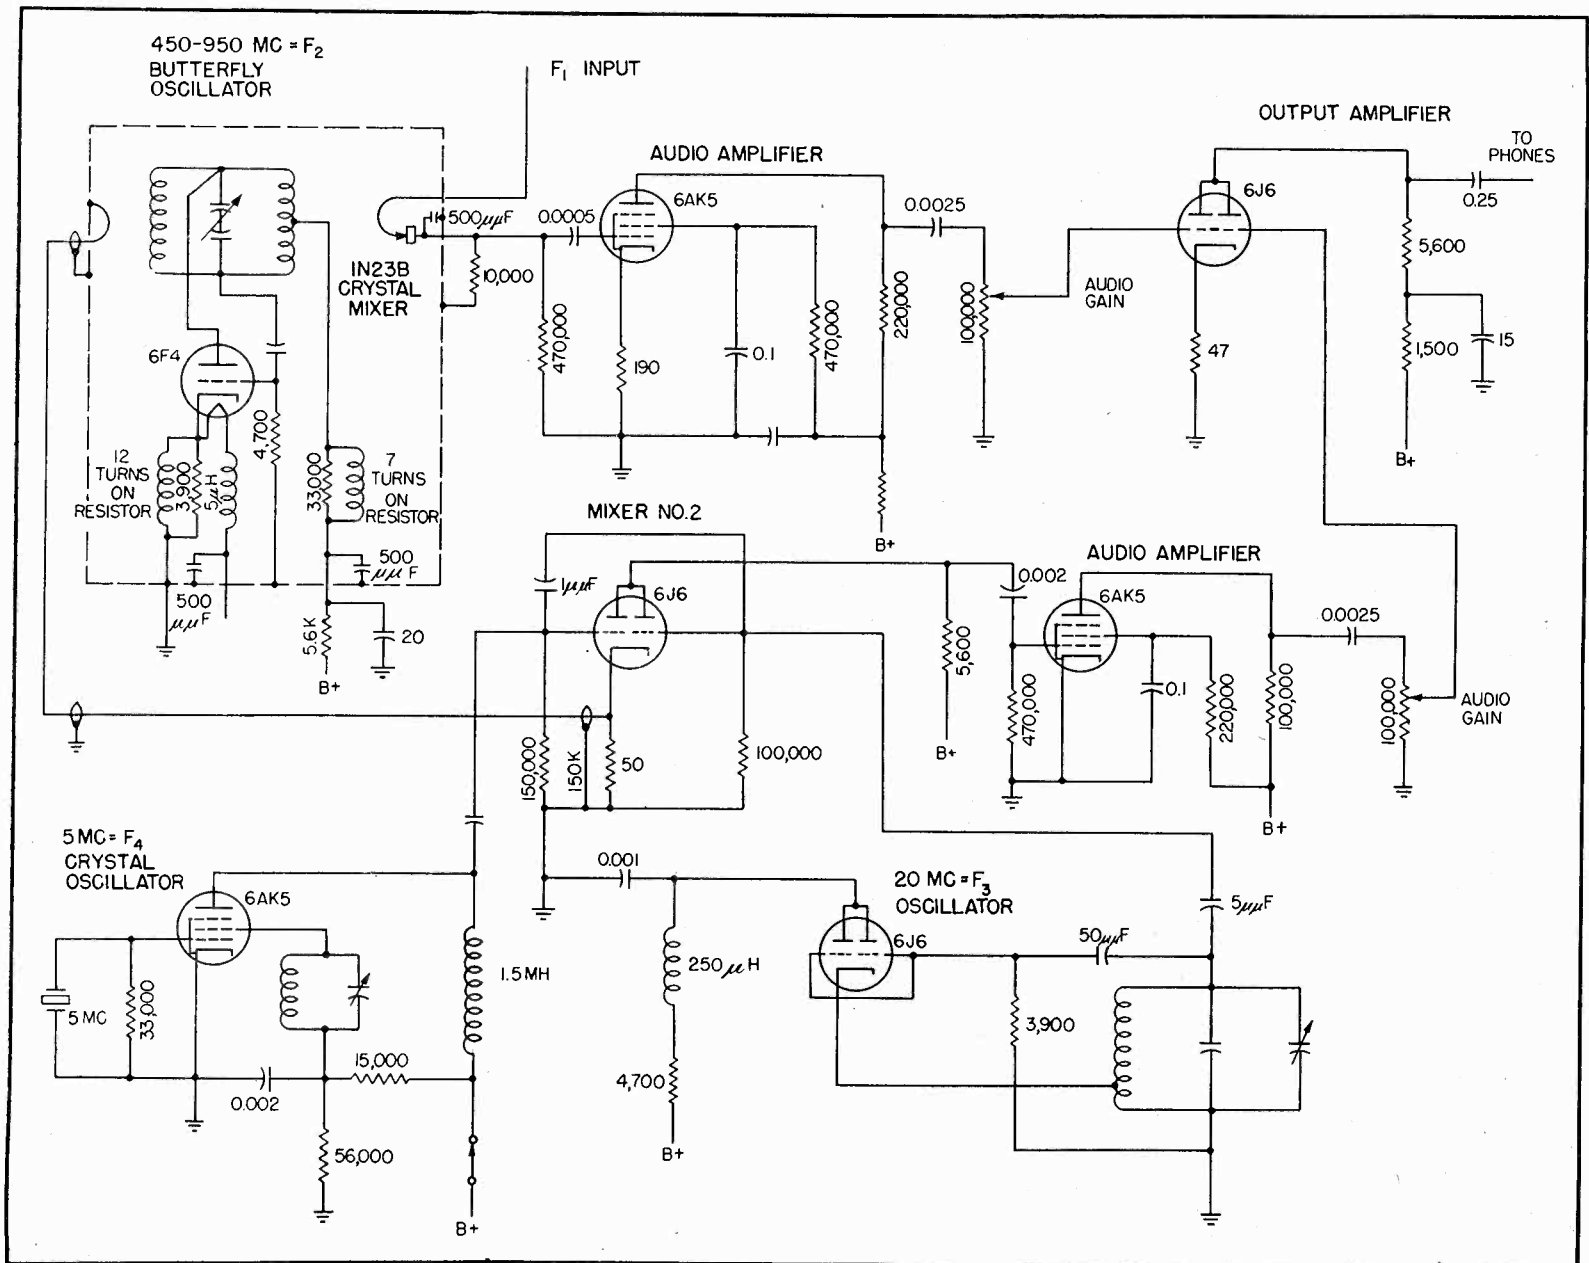 450-950 MC = F₂
BUTTERFLY
OSCILLATOR
F₁ INPUT
OUTPUT AMPLIFIER
TO
PHONES
AUDIO AMPLIFIER
6AK5
6J6
0.25
500μμF
0.0005
0.0025
5,600
IN23B
CRYSTAL
MIXER
10,000
470,000
190
0.1
470,000
220,000
100,000
AUDIO
GAIN
47
1,500
15
B+
6F4
4,700
12
TURNS
ON
RESISTOR
3,900
5μH
33,000
7
TURNS
ON
RESISTOR
500
μμF
500
μμF
5.6K
20
B+
B+
MIXER NO.2
1μμF
6J6
150,000
150K
50
100,000
5,600
B+
AUDIO AMPLIFIER
0.002
6AK5
0.0025
470,000
0.1
220,000
100,000
100,000
AUDIO
GAIN
B+
5 MC = F₄
CRYSTAL
OSCILLATOR
6AK5
5 MC
33,000
0.002
15,000
56,000
1.5 MH
B+
0.001
250μH
4,700
B+
20 MC = F₃
OSCILLATOR
6J6
50μμF
5μμF
3,900